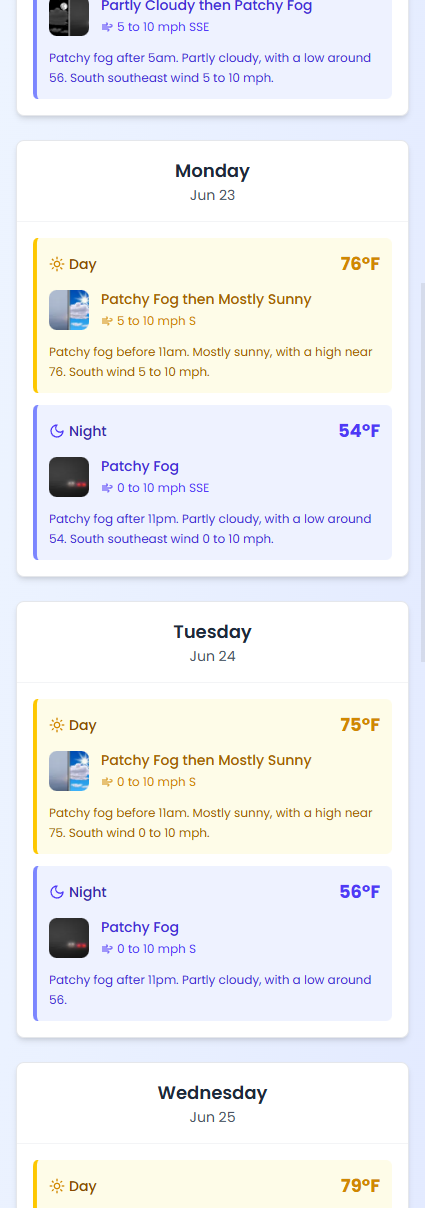 Partly Cloudy then Patchy Fog
5 to 10 mph SSE
Patchy fog after 5am. Partly cloudy, with a low around
56. South southeast wind 5 to 10 mph.
Monday
Jun 23
Day
76°F
Patchy Fog then Mostly Sunny
5 to 10 mph S
Patchy fog before 11am. Mostly sunny, with a high near
76. South wind 5 to 10 mph.
Night
54°F
Patchy Fog
0 to 10 mph SSE
Patchy fog after 11pm. Partly cloudy, with a low around
54. South southeast wind 0 to 10 mph.
Tuesday
Jun 24
Day
75°F
Patchy Fog then Mostly Sunny
0 to 10 mph S
Patchy fog before 11am. Mostly sunny, with a high near
75. South wind 0 to 10 mph.
Night
56°F
Patchy Fog
0 to 10 mph S
Patchy fog after 11pm. Partly cloudy, with a low around
56.
Wednesday
Jun 25
Day
79°F